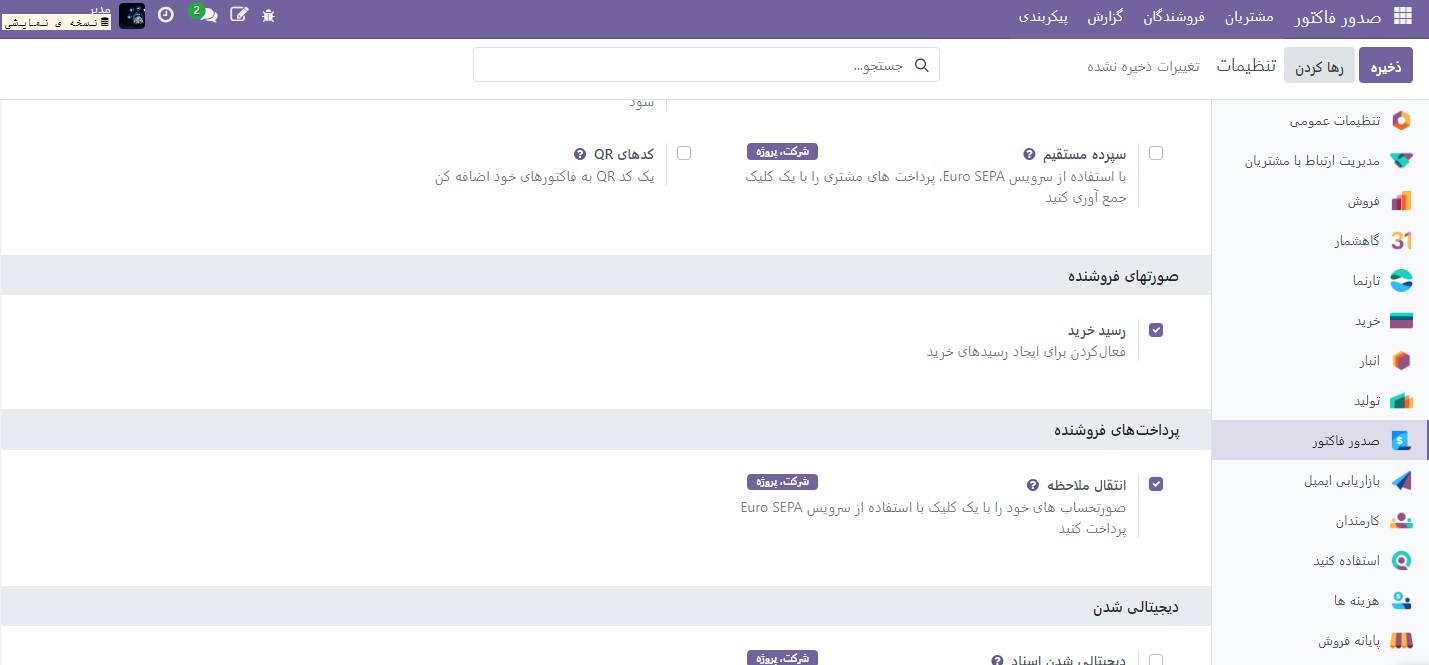 صدور فاکتور
مشتریان
فروشندگان
گزارش
پیکربندی
2
مدیر
نسخه ی نمایشی
ذخیره
رها کردن
تنظیمات
تغییرات ذخیره نشده
جستجو...
تنظیمات عمومی
مدیریت ارتباط با مشتریان
فروش
31
گاهشمار
تارنما
خرید
انبار
تولید
صدور فاکتور
بازاریابی ایمیل
کارمندان
استفاده کنید
هزینه ها
پایانه فروش
شود
سپرده مستقیم
شرکت، پروژه
با استفاده از سرویس Euro SEPA، پرداخت های مشتری را با یک کلیک
جمع آوری کنید
کدهای QR
یک کد QR به فاکتورهای خود اضافه کن
صورتهای فروشنده
رسید خرید
فعال‌کردن برای ایجاد رسیدهای خرید
پرداخت‌های فروشنده
انتقال ملاحظه
شرکت، پروژه
صورتحساب های خود را با یک کلیک با استفاده از سرویس Euro SEPA
پرداخت کنید
دیجیتالی شدن
دیجیتالی شدن اسناد
شرکت، پروژه